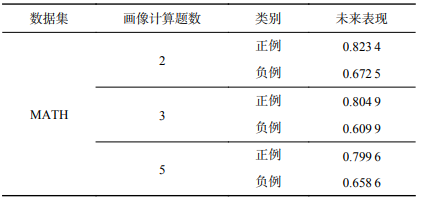 数据集 画像计算题数 类别 未来表现
MATH 2 正例 0.823 4
负例 0.672 5
3 正例 0.804 9
负例 0.609 9
5 正例 0.799 6
负例 0.658 6